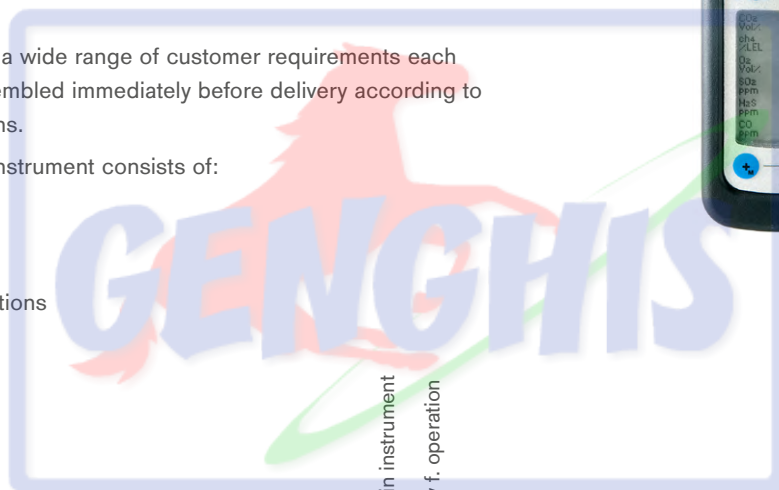 a wide range of customer requirements each
embled immediately before delivery according to
ns.
nstrument consists of:
tions
GENGHIS
in instrument
f. operation
CO2
Vol%
ch4
%LEL
O2
Vol%
SO2
ppm
H2S
ppm
CO
ppm